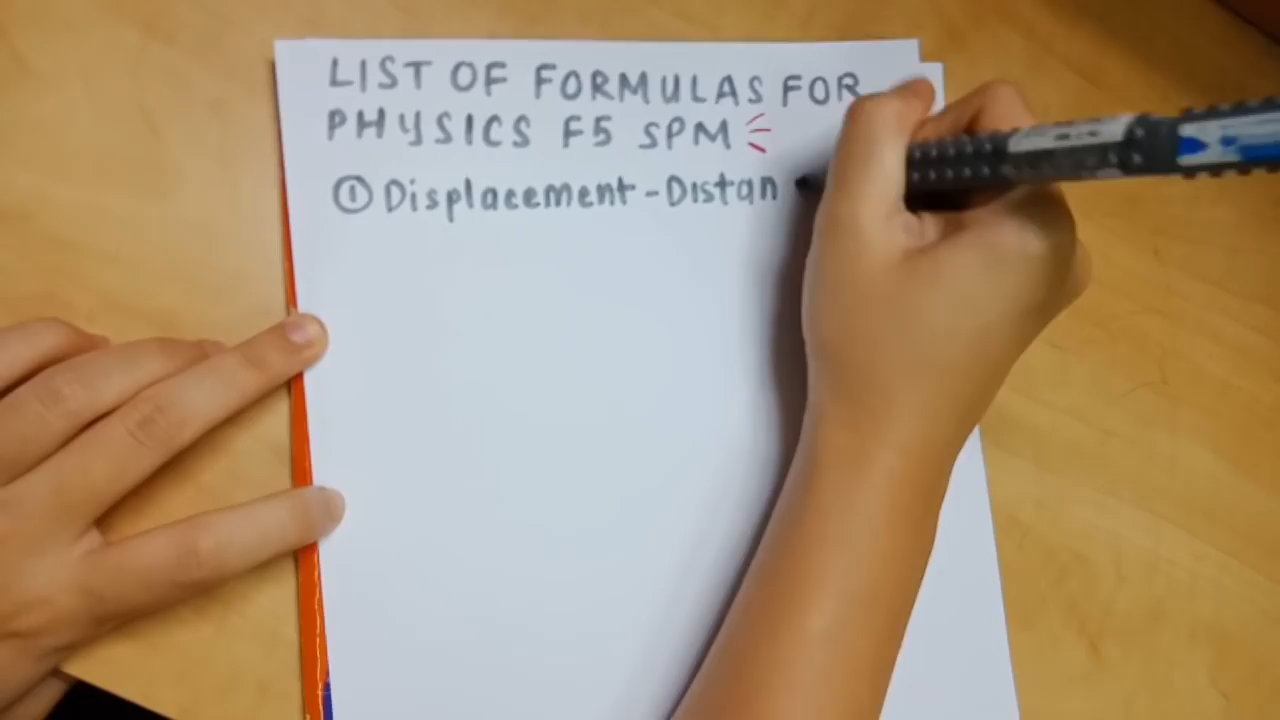 LIST OF FORMULAS FOR
PHYSICS F5 SPM
① Displacement - Distan